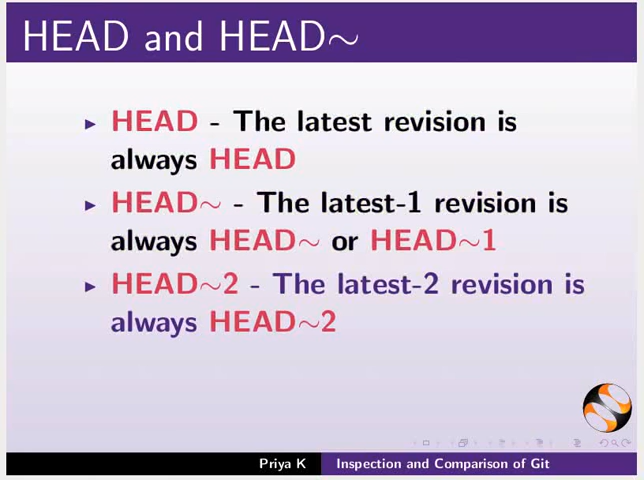 HEAD and HEAD~
HEAD - The latest revision is
always HEAD
HEAD~ - The latest-1 revision is
always HEAD~ or HEAD~1
HEAD~2 - The latest-2 revision is
always HEAD~2
Priya K Inspection and Comparison of Git